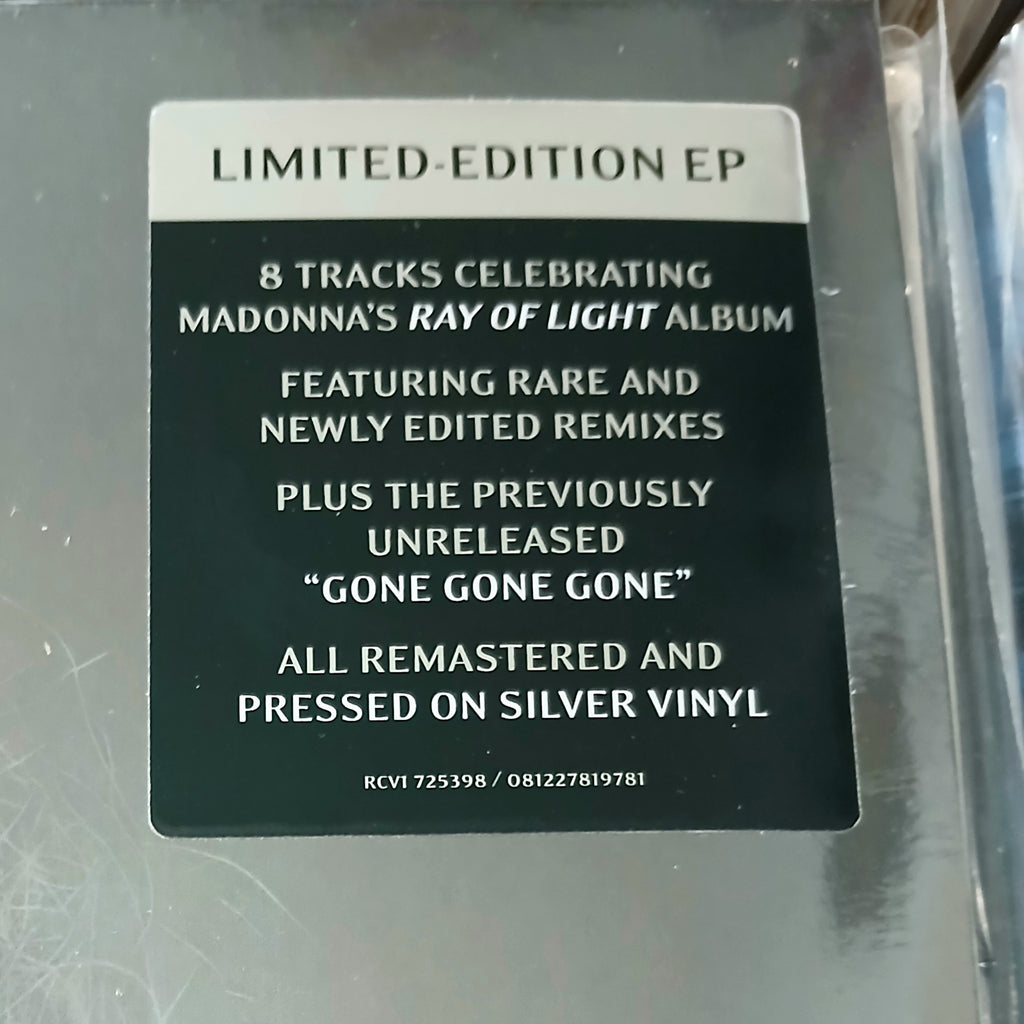 LIMITED-EDITION EP
8 TRACKS CELEBRATING
MADONNA'S RAY OF LIGHT ALBUM
FEATURING RARE AND
NEWLY EDITED REMIXES
PLUS THE PREVIOUSLY
UNRELEASED
“GONE GONE GONE”
ALL REMASTERED AND
PRESSED ON SILVER VINYL
RCV1 725398 / 081227819781